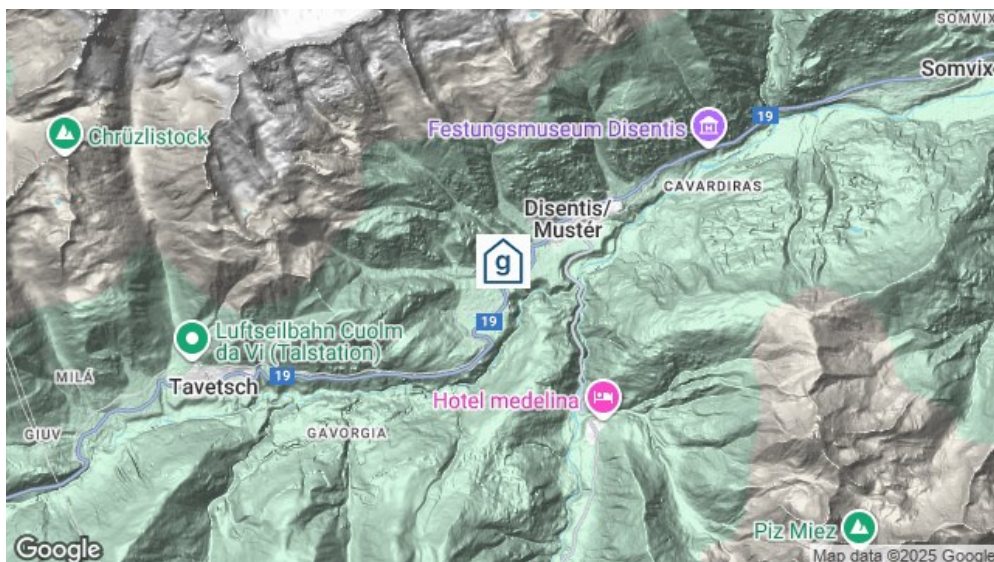 SOMVIX
Somvix
19
Festungsmuseum Disentis
Chrüzlistock
CAVARDIRAS
Disentis/
Mustér
g
19
Luftseilbahn Cuolm
da Vi (Talstation)
19
MILÁ
Tavetsch
Hotel medelina
GIUV
GAVORGIA
Piz Miez
Google
Map data ©2025 Google